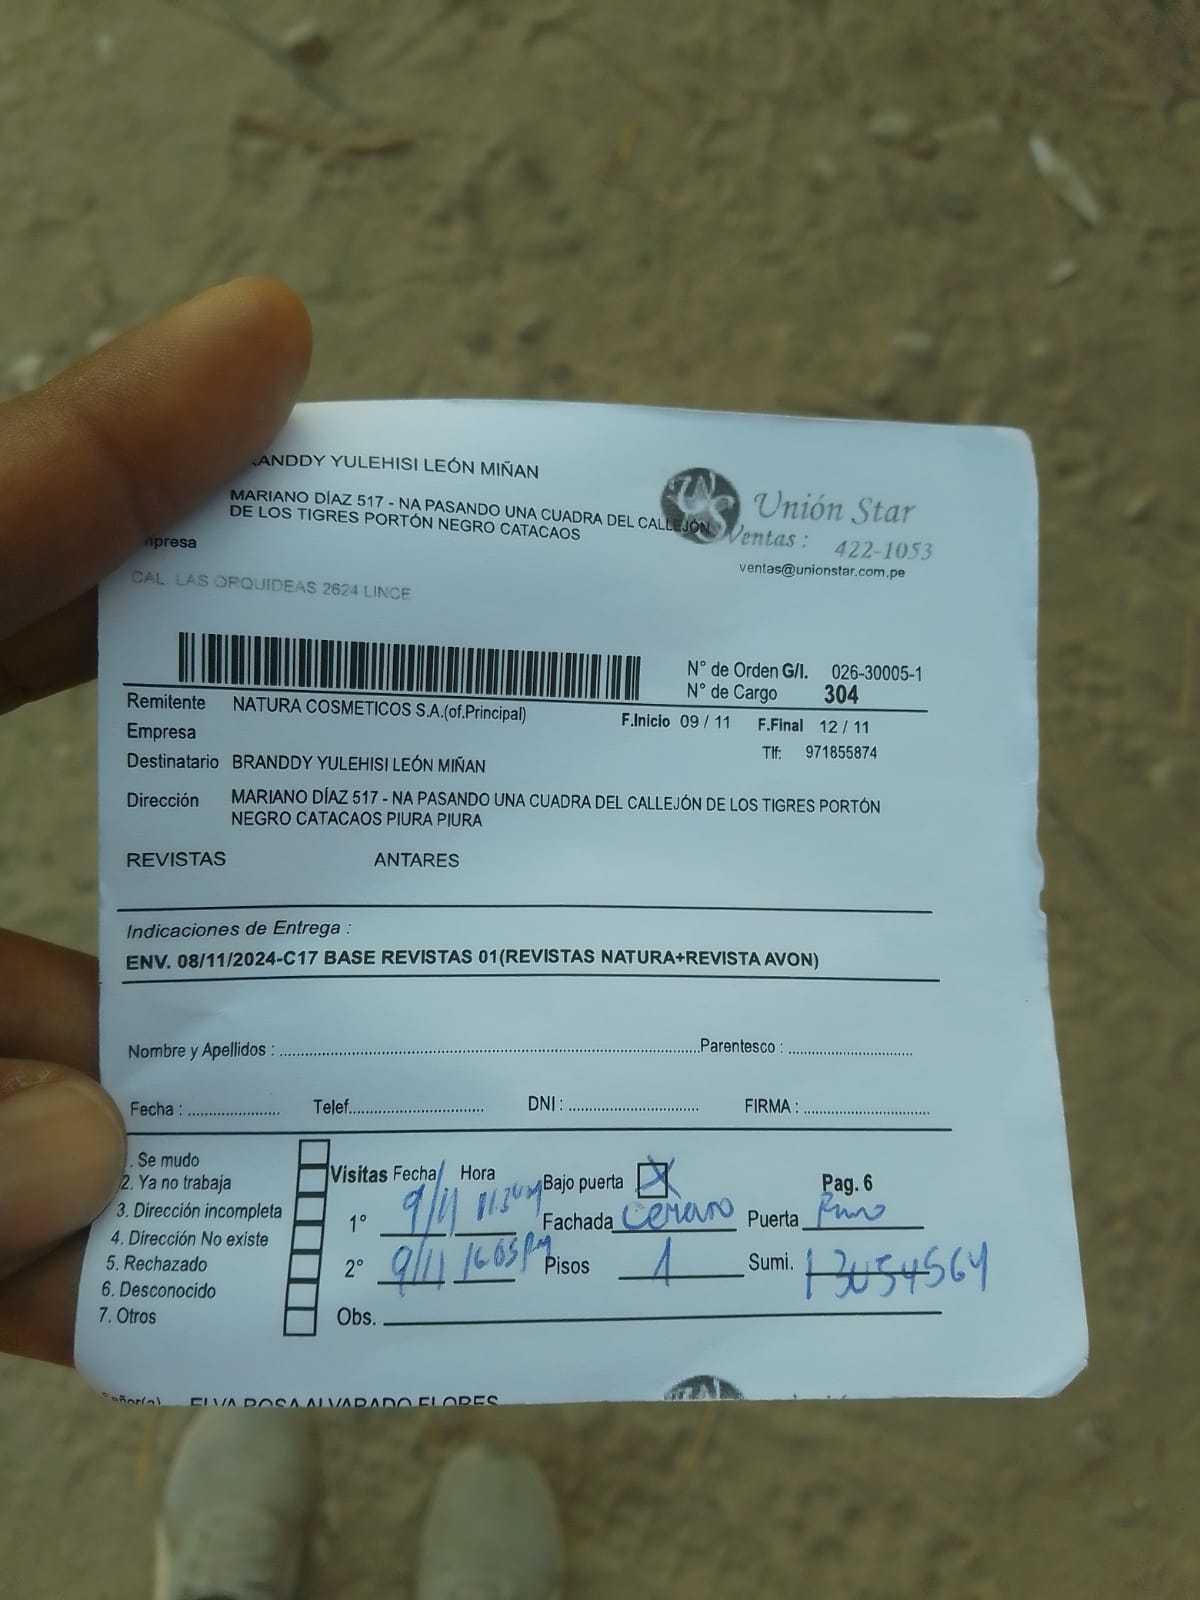 RANDDY YULEHISI LEÓN MIÑAN
MARIANO DÍAZ 517 - NA PASANDO UNA CUADRA DEL CALLEJÓN
DE LOS TIGRES PORTÓN NEGRO CATACAOS
mpresa
CAL LAS ORQUIDEAS 2624 LINCE
Unión Star
Ventas : 422-1053
ventas@unionstar.com.pe
N° de Orden G/I. 026-30005-1
N° de Cargo 304
Remitente NATURA COSMETICOS S.A.(of.Principal) F.Inicio 09 / 11 F.Final 12 / 11
Empresa Tlf: 971855874
Destinatario BRANDDY YULEHISI LEÓN MIÑAN
Dirección MARIANO DÍAZ 517 - NA PASANDO UNA CUADRA DEL CALLEJÓN DE LOS TIGRES PORTÓN
NEGRO CATACAOS PIURA PIURA
REVISTAS ANTARES
Indicaciones de Entrega :
ENV. 08/11/2024-C17 BASE REVISTAS 01(REVISTAS NATURA+REVISTA AVON)
Nombre y Apellidos : Parentesco :
Fecha : Telef. DNI : FIRMA :
. Se mudo
2. Ya no trabaja
3. Dirección incompleta
4. Dirección No existe
5. Rechazado
6. Desconocido
7. Otros
Visitas Fecha Hora Bajo puerta X Pag. 6
1° 9/11 Fachada Puerta
2° 9/11 Pisos 1 Sumi. 13054564
Obs.
ELVA ROSA ALVARADO FLORES